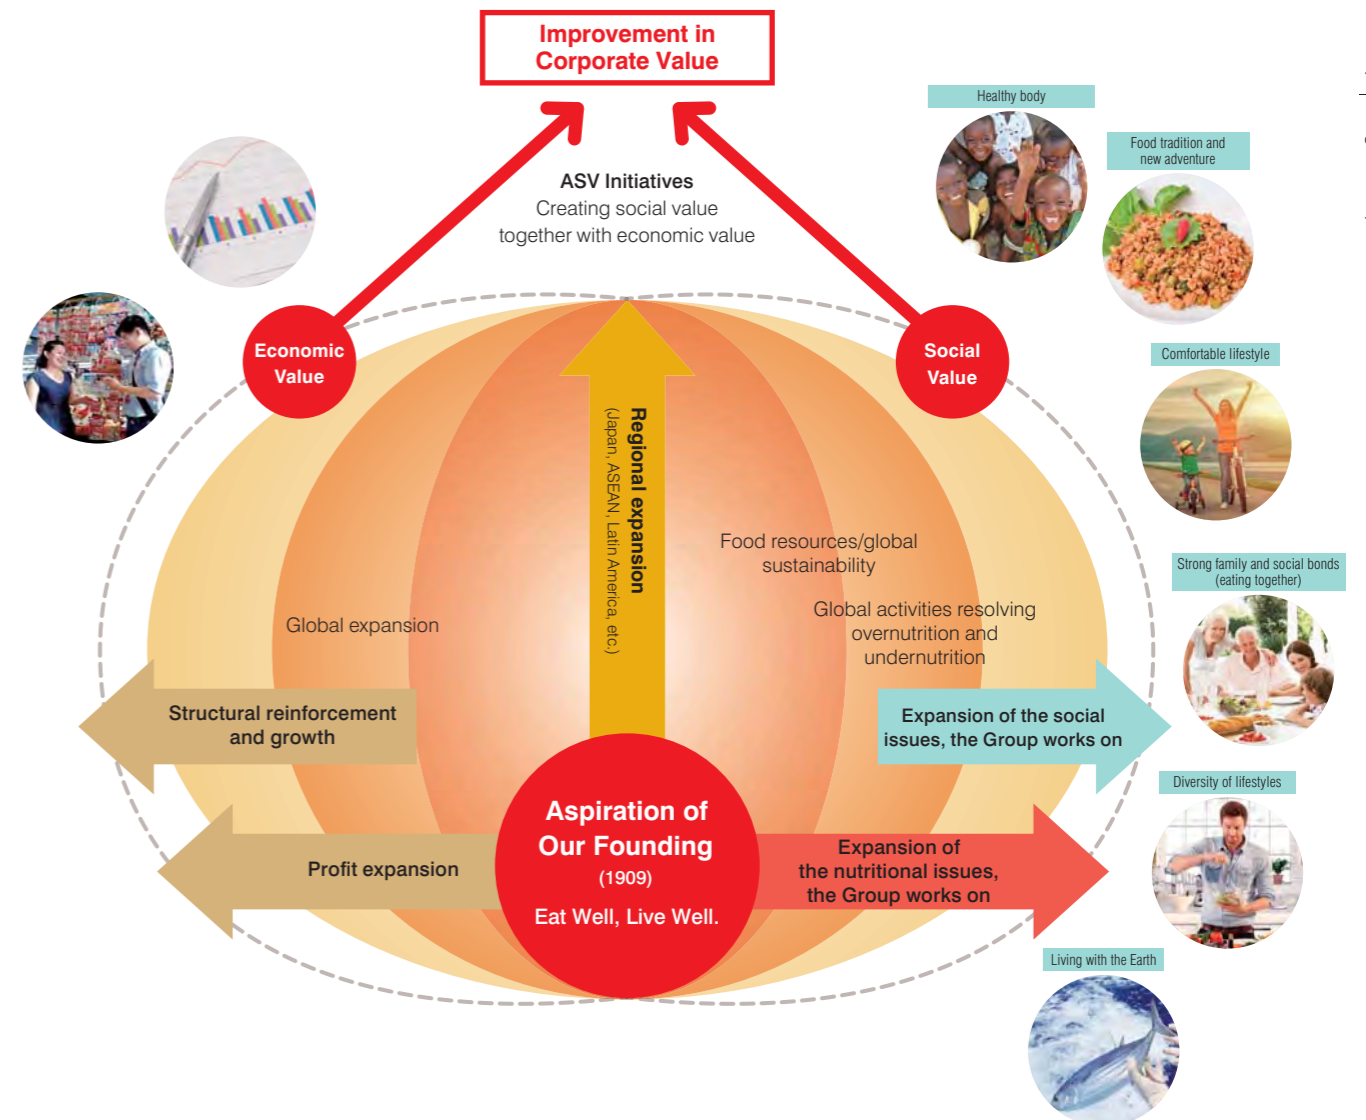 Improvement in
Corporate Value
ASV Initiatives
Creating social value
together with economic value
Healthy body
Food tradition and
new adventure
Economic
Value
Social
Value
Comfortable lifestyle
Regional expansion
(Japan, ASEAN, Latin America, etc.)
Food resources/global
sustainability
Global expansion
Global activities resolving
overnutrition and
undernutrition
Strong family and social bonds
(eating together)
Structural reinforcement
and growth
Expansion of the social
issues, the Group works on
Diversity of lifestyles
Profit expansion
Aspiration of
Our Founding
(1909)
Eat Well, Live Well.
Expansion of
the nutritional issues,
the Group works on
Living with the Earth